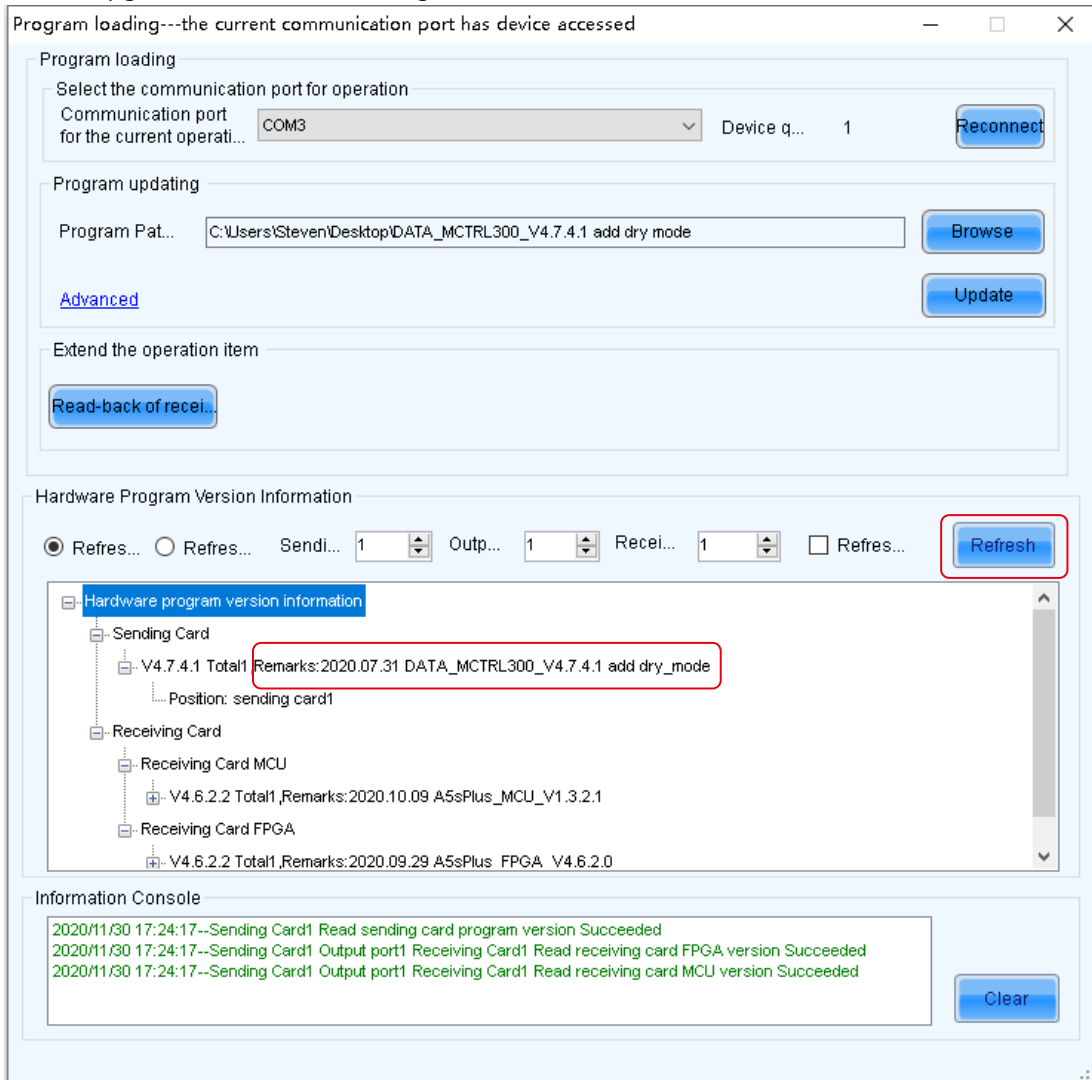 Program loading---the current communication port has device accessed
Program loading
Select the communication port for operation
Communication port
for the current operati...
COM3
Device q...
1
Reconnect
Program updating
Program Pat...
C:\Users\Steven\Desktop\DATA_MCTRL300_V4.7.4.1 add dry mode
Browse
Advanced
Update
Extend the operation item
Read-back of recei...
Hardware Program Version Information
Refres...
Refres...
Sendi...
1
Outp...
1
Recei...
1
Refres...
Refresh
Hardware program version information
Sending Card
V4.7.4.1 Total1 ,Remarks:2020.07.31 DATA_MCTRL300_V4.7.4.1 add dry_mode
Position: sending card1
Receiving Card
Receiving Card MCU
V4.6.2.2 Total1 ,Remarks:2020.10.09 A5sPlus_MCU_V1.3.2.1
Receiving Card FPGA
V4.6.2.2 Total1 ,Remarks:2020.09.29 A5sPlus_FPGA_V4.6.2.0
Information Console
2020/11/30 17:24:17--Sending Card1 Read sending card program version Succeeded
2020/11/30 17:24:17--Sending Card1 Output port1 Receiving Card1 Read receiving card FPGA version Succeeded
2020/11/30 17:24:17--Sending Card1 Output port1 Receiving Card1 Read receiving card MCU version Succeeded
Clear